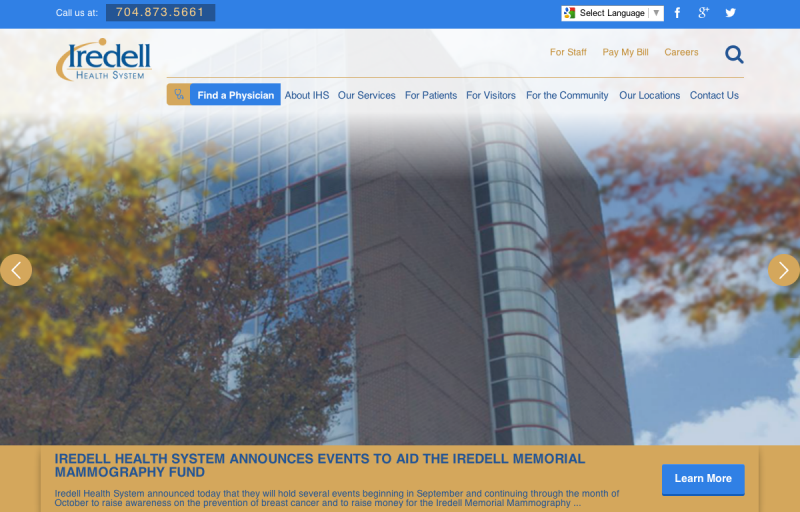 Call us at: 704.873.5661
Select Language ▼
Iredell
HEALTH SYSTEM
For Staff Pay My Bill Careers
Find a Physician About IHS Our Services For Patients For Visitors For the Community Our Locations Contact Us
IREDELL HEALTH SYSTEM ANNOUNCES EVENTS TO AID THE IREDELL MEMORIAL
MAMMOGRAPHY FUND
Iredell Health System announced today that they will hold several events beginning in September and continuing through the month of
October to raise awareness on the prevention of breast cancer and to raise money for the Iredell Memorial Mammography ...
Learn More